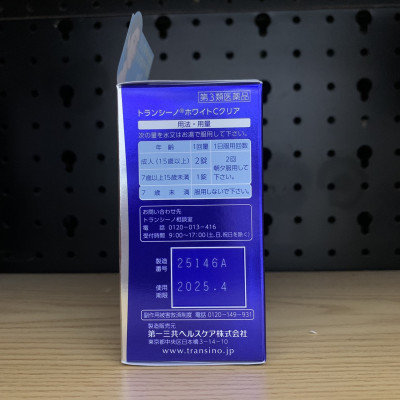 第3類医薬品
トランシーノ®ホワイトCクリア
用法・用量
次の量を水又はお湯で服用して下さい。
年齢 1回量 1日服用回数
成人(15歳以上) 2錠 2回
朝夕服用して
7歳以上15歳未満 1錠 下さい。
7歳未満 服用しないで下さい。
お問い合わせ先
トランシーノ相談室
電話 0120-013-416
受付時間 9:00~17:00(土、日、祝日を除く)
製造
番号 25146A
使用
期限 2025.4
副作用被害救済制度 電話 0120-149-931
製造販売元
第一三共ヘルスケア株式会社
東京都中央区日本橋3-14-10
www.transino.jp